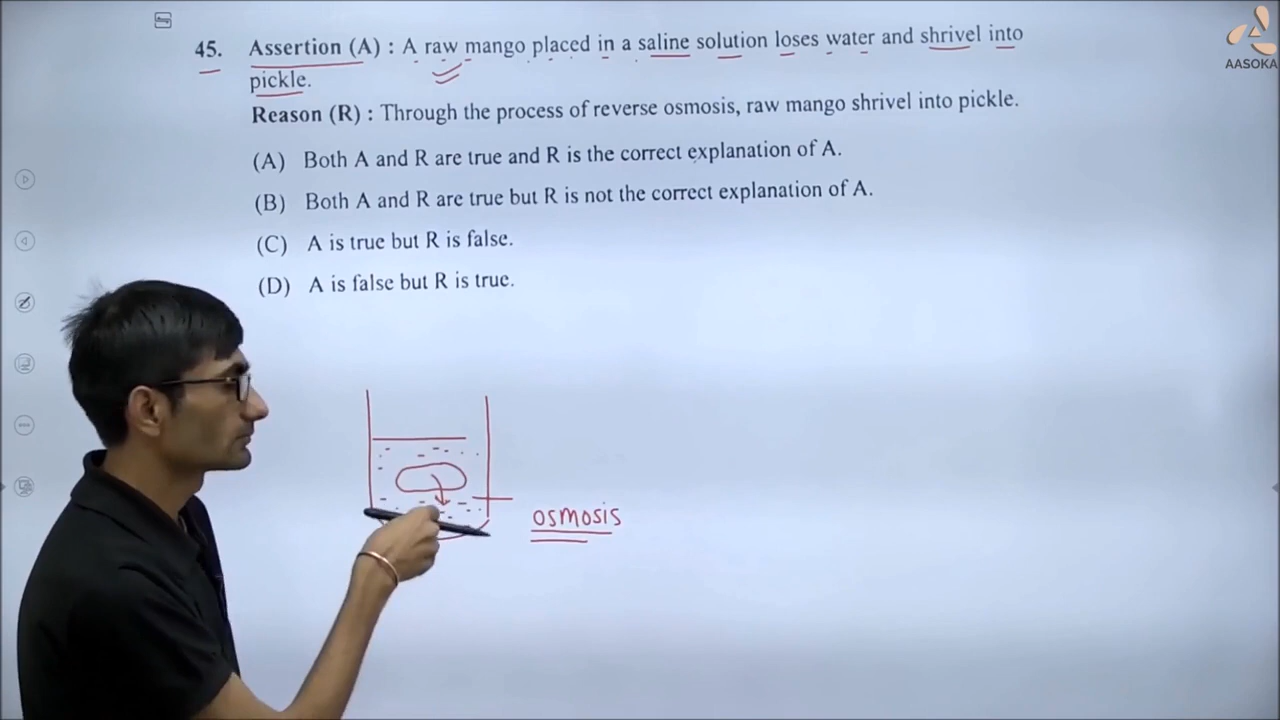 AASOKA
45. Assertion (A) : A raw mango placed in a saline solution loses water and shrivel into
pickle.
Reason (R) : Through the process of reverse osmosis, raw mango shrivel into pickle.
(A) Both A and R are true and R is the correct explanation of A.
(B) Both A and R are true but R is not the correct explanation of A.
(C) A is true but R is false.
(D) A is false but R is true.
osmosis